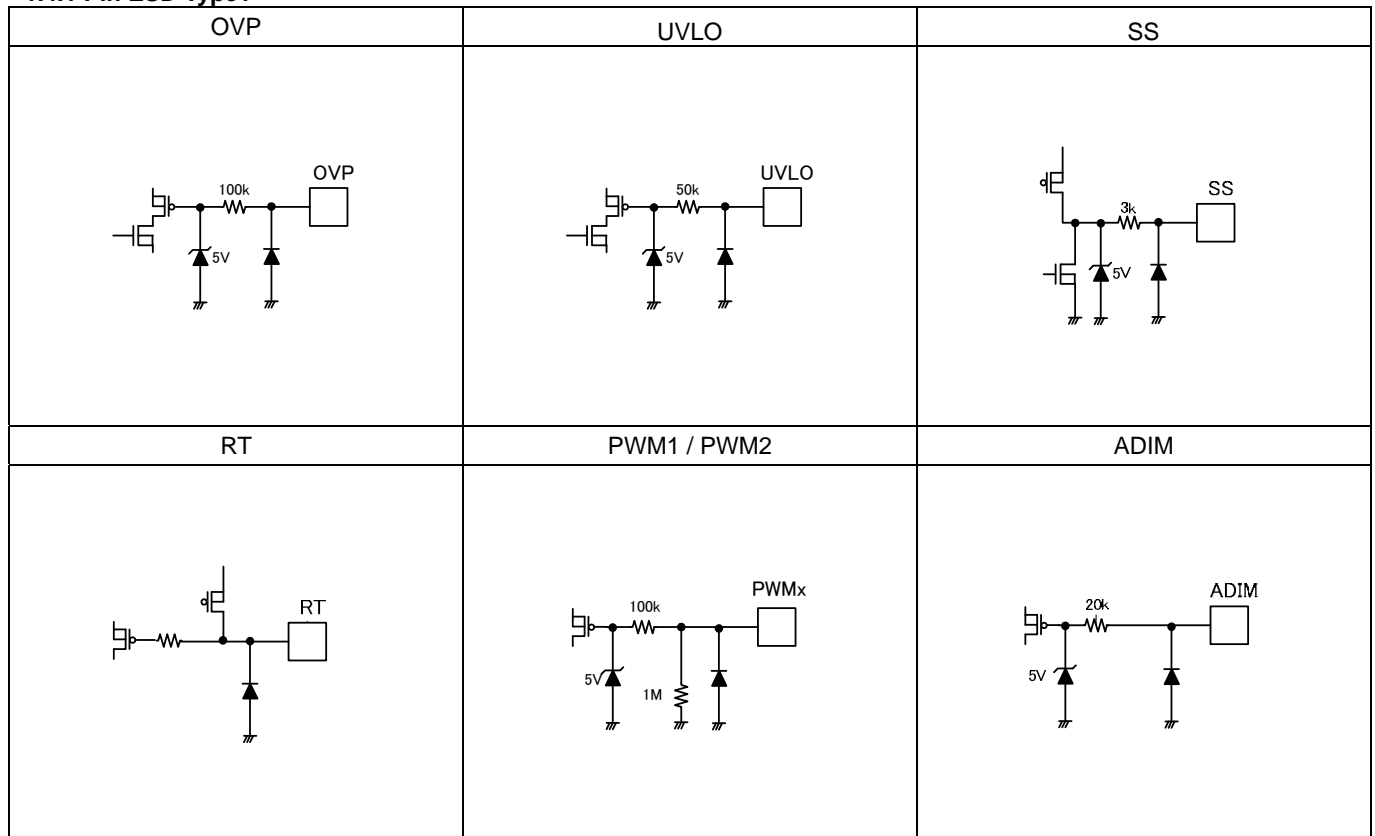 OVP
UVLO
SS
OVP
100k
5V
UVLO
50k
5V
SS
3k
5V
RT
PWM1 / PWM2
ADIM
RT
PWMx
100k
5V
1M
ADIM
20k
5V